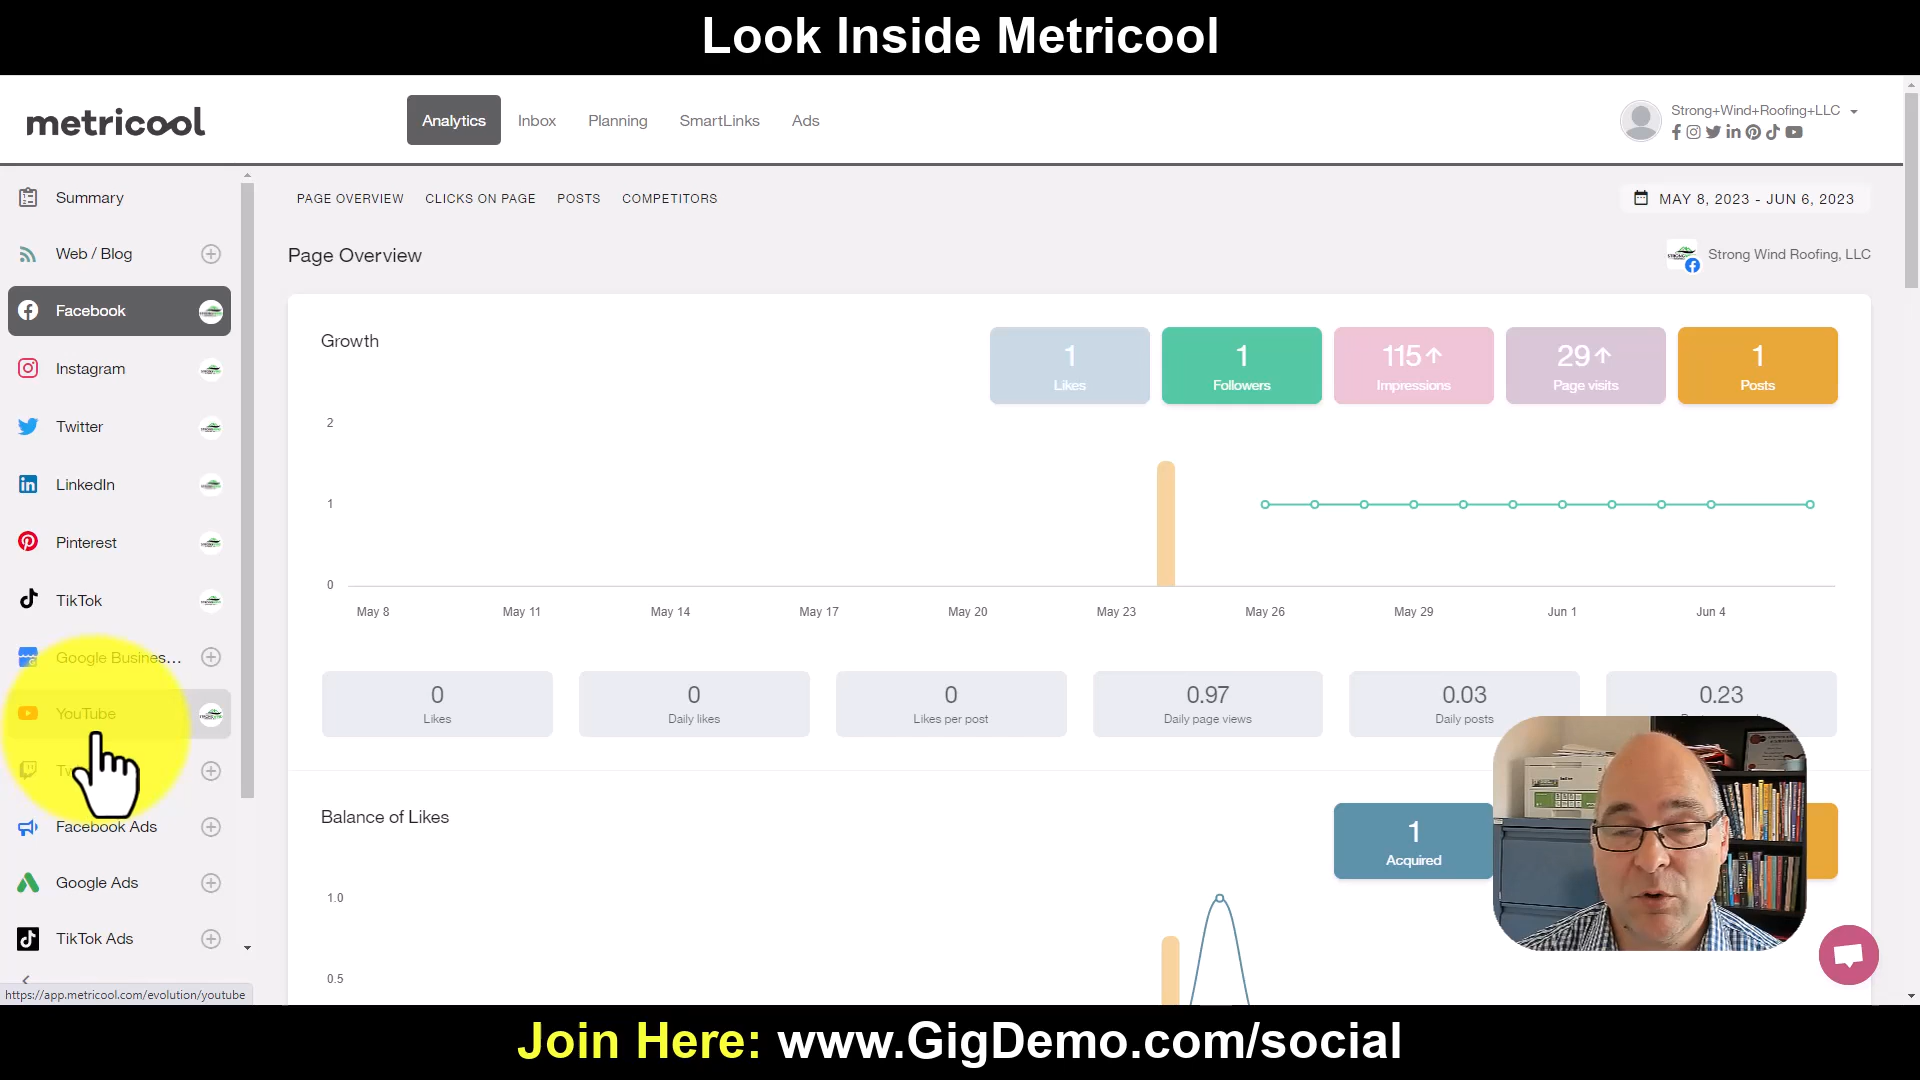 Look Inside Metricool
metricool
Analytics
Inbox
Planning
SmartLinks
Ads
Strong+Wind+Roofing+LLC
Summary
Web / Blog
Facebook
Instagram
Twitter
LinkedIn
Pinterest
TikTok
Google Busines...
YouTube
Facebook Ads
Google Ads
TikTok Ads
https://app.metricool.com/evolution/youtube
PAGE OVERVIEW
CLICKS ON PAGE
POSTS
COMPETITORS
MAY 8, 2023 - JUN 6, 2023
Page Overview
Strong Wind Roofing, LLC
Growth
1
Likes
1
Followers
115
Impressions
29
Page visits
1
Posts
2
1
0
May 8
May 11
May 14
May 17
May 20
May 23
May 26
May 29
Jun 1
Jun 4
0
Likes
0
Daily likes
0
Likes per post
0.97
Daily page views
0.03
Daily posts
0.23
Balance of Likes
1
Acquired
1.0
0.5
Join Here: www.GigDemo.com/social